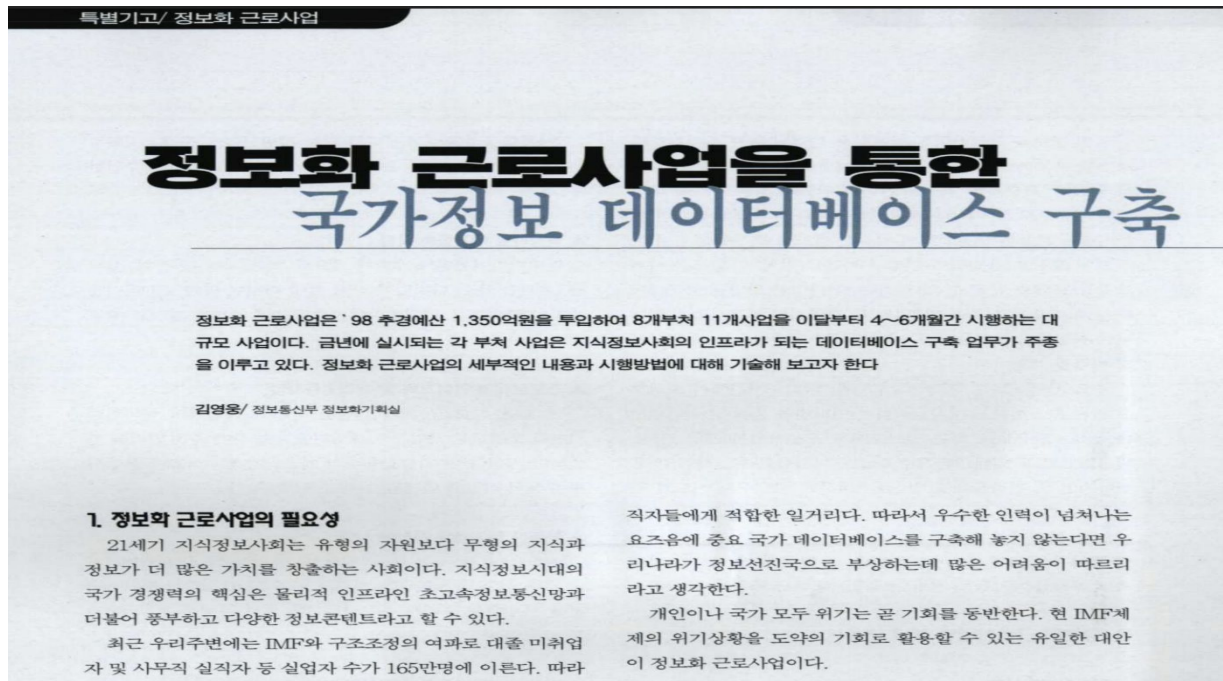 특별기고/ 정보화 근로사업
정보화 근로사업을 통한
국가정보 데이터베이스 구축
정보화 근로사업은 `98 추경예산 1,350억원을 투입하여 8개부처 11개사업을 이달부터 4~6개월간 시행하는 대
규모 사업이다. 금년에 실시되는 각 부처 사업은 지식정보사회의 인프라가 되는 데이터베이스 구축 업무가 주종
을 이루고 있다. 정보화 근로사업의 세부적인 내용과 시행방법에 대해 기술해 보고자 한다
김영웅/ 정보통신부 정보화기획실
1. 정보화 근로사업의 필요성
21세기 지식정보사회는 유형의 자원보다 무형의 지식과
정보가 더 많은 가치를 창출하는 사회이다. 지식정보시대의
국가 경쟁력의 핵심은 물리적 인프라인 초고속정보통신망과
더불어 풍부하고 다양한 정보콘텐트라고 할 수 있다.
최근 우리주변에는 IMF와 구조조정의 여파로 대졸 미취업
자 및 사무직 실직자 등 실업자 수가 165만명에 이른다. 따라
직자들에게 적합한 일거리다. 따라서 우수한 인력이 넘쳐나는
요즈음에 중요 국가 데이터베이스를 구축해 놓지 않는다면 우
리나라가 정보선진국으로 부상하는데 많은 어려움이 따르리
라고 생각한다.
개인이나 국가 모두 위기는 곧 기회를 동반한다. 현 IMF체
제의 위기상황을 도약의 기회로 활용할 수 있는 유일한 대안
이 정보화 근로사업이다.